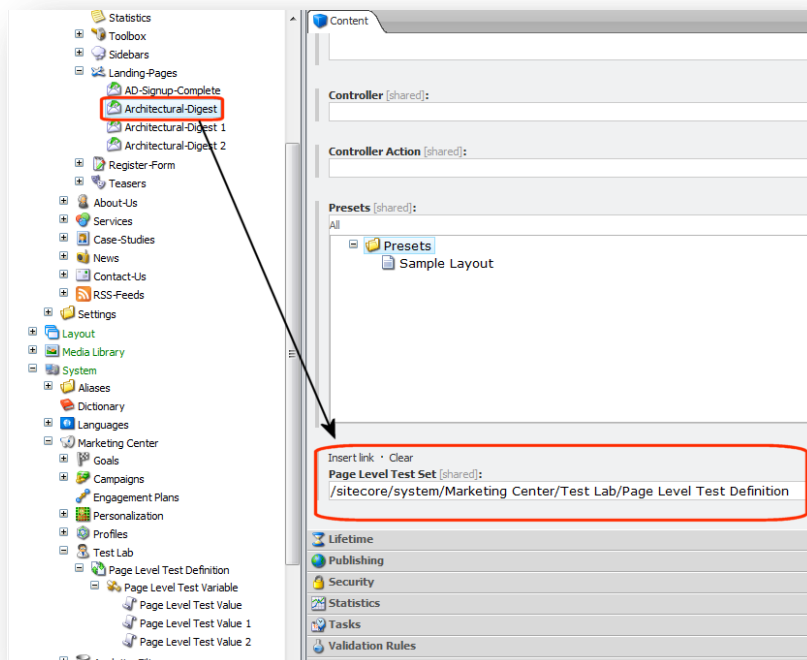 Statistics
Toolbox
Sidebars
Landing-Pages
AD-Signup-Complete
Architectural-Digest
Architectural-Digest 1
Architectural-Digest 2
Register-Form
Teasers
About-Us
Services
Case-Studies
News
Contact-Us
RSS-Feeds
Settings
Layout
Media Library
System
Aliases
Dictionary
Languages
Marketing Center
Goals
Campaigns
Engagement Plans
Personalization
Profiles
Test Lab
Page Level Test Definition
Page Level Test Variable
Page Level Test Value
Page Level Test Value 1
Page Level Test Value 2
Content
Controller [shared]:
Controller Action [shared]:
Presets [shared]:
All
Presets
Sample Layout
Insert link · Clear
Page Level Test Set [shared]:
/sitecore/system/Marketing Center/Test Lab/Page Level Test Definition
Lifetime
Publishing
Security
Statistics
Tasks
Validation Rules